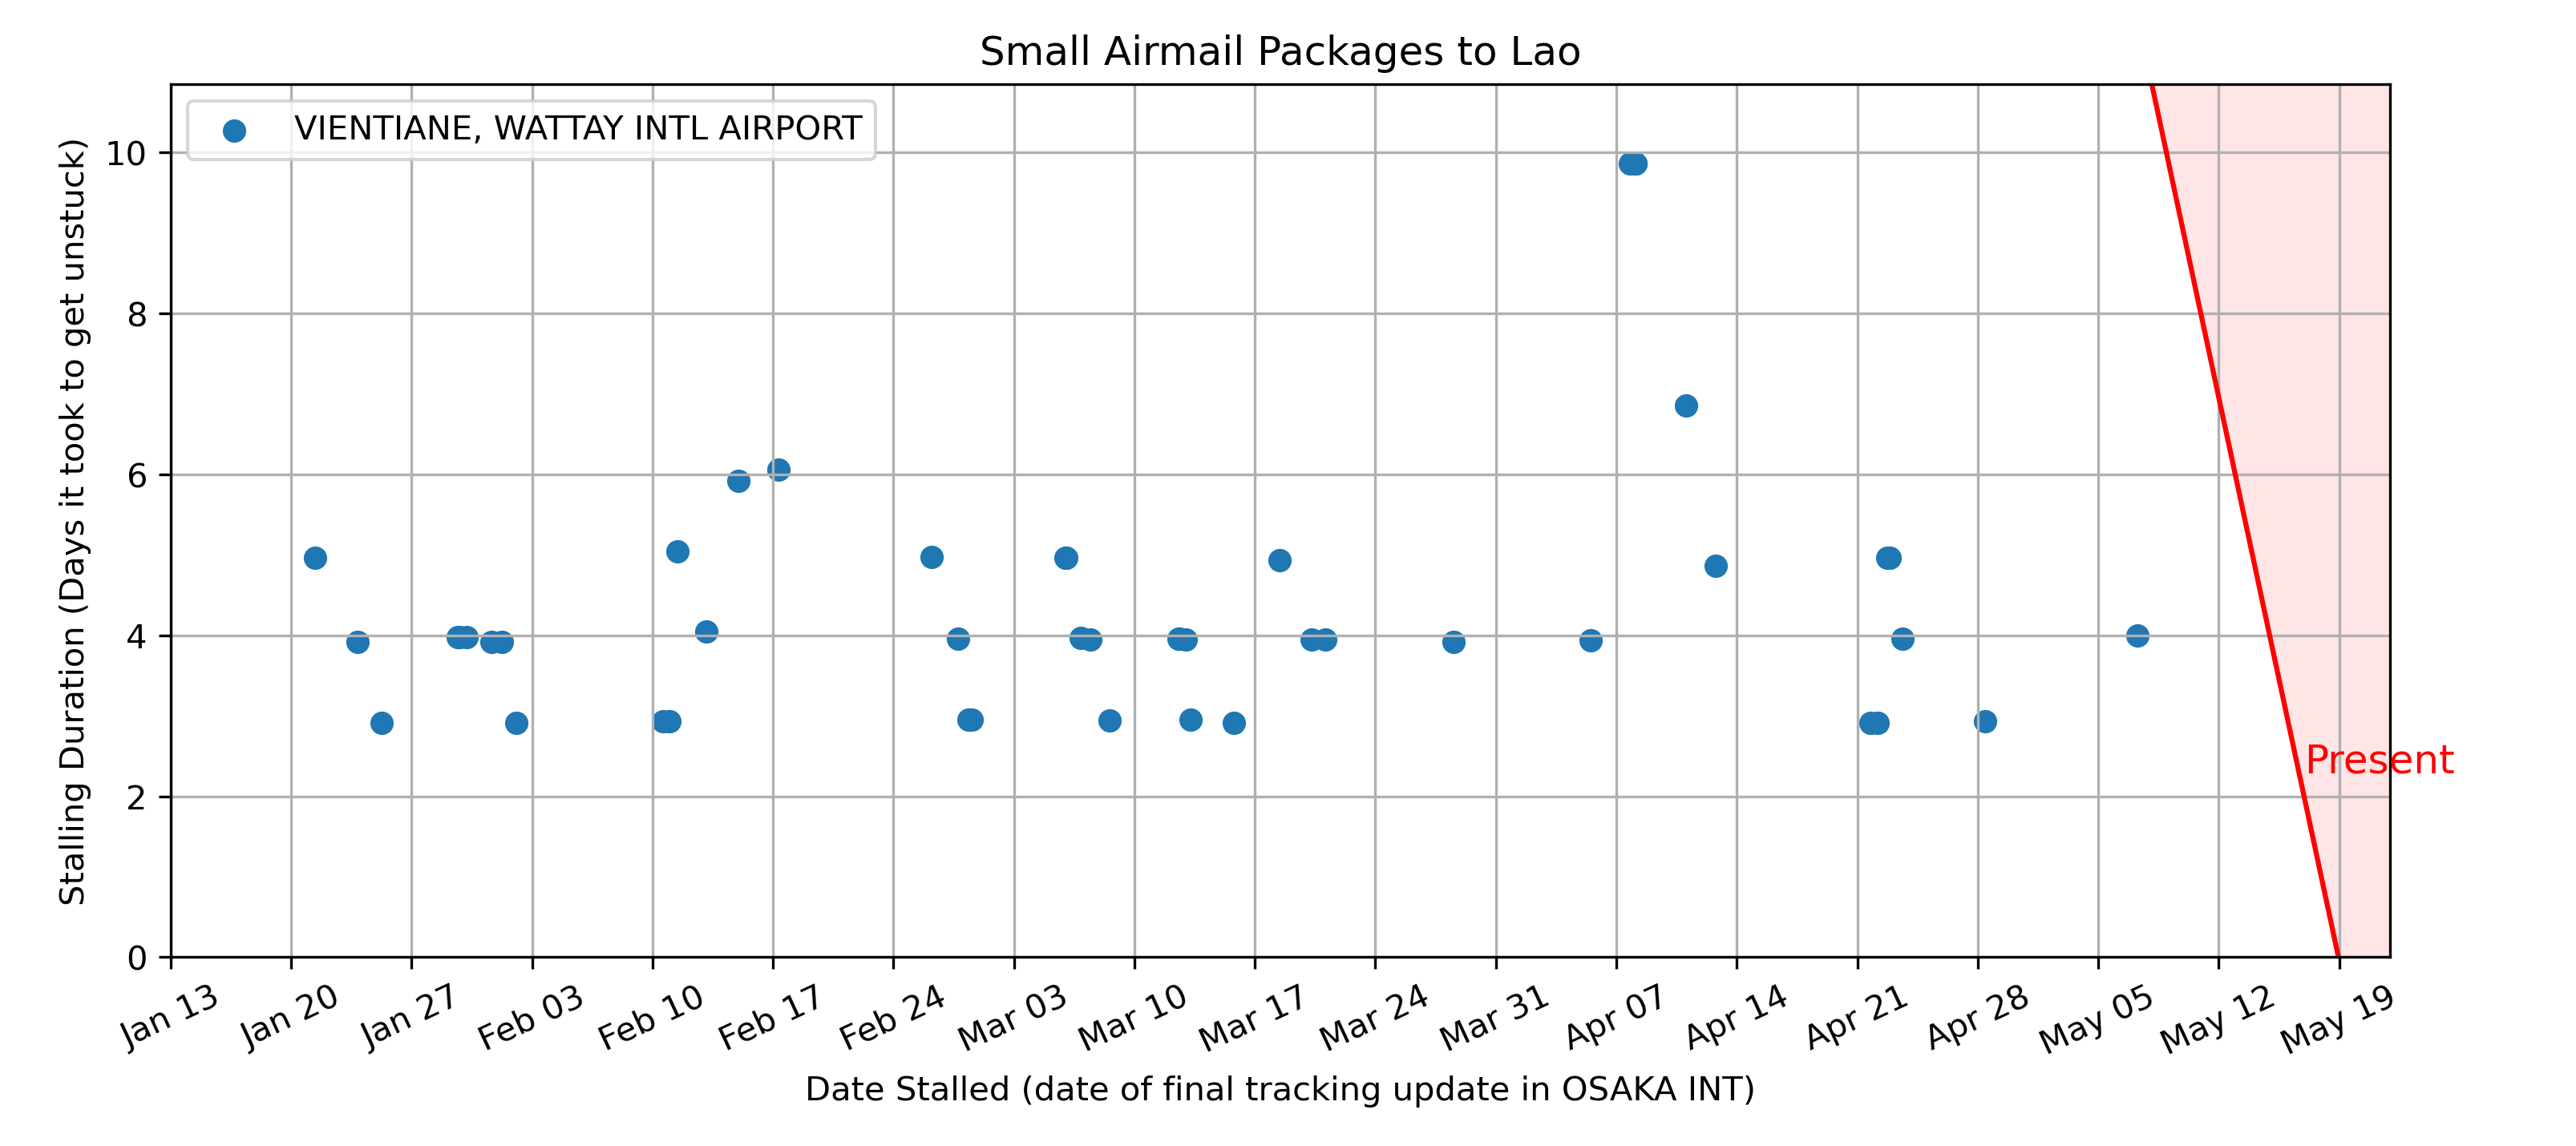 Small Airmail Packages to Lao
VIENTIANE, WATTAY INTL AIRPORT
Stalling Duration (Days it took to get unstuck)
10
8
6
4
2
0
Present
Jan 13
Jan 20
Jan 27
Feb 03
Feb 10
Feb 17
Feb 24
Mar 03
Mar 10
Mar 17
Mar 24
Mar 31
Apr 07
Apr 14
Apr 21
Apr 28
May 05
May 12
May 19
Date Stalled (date of final tracking update in OSAKA INT)